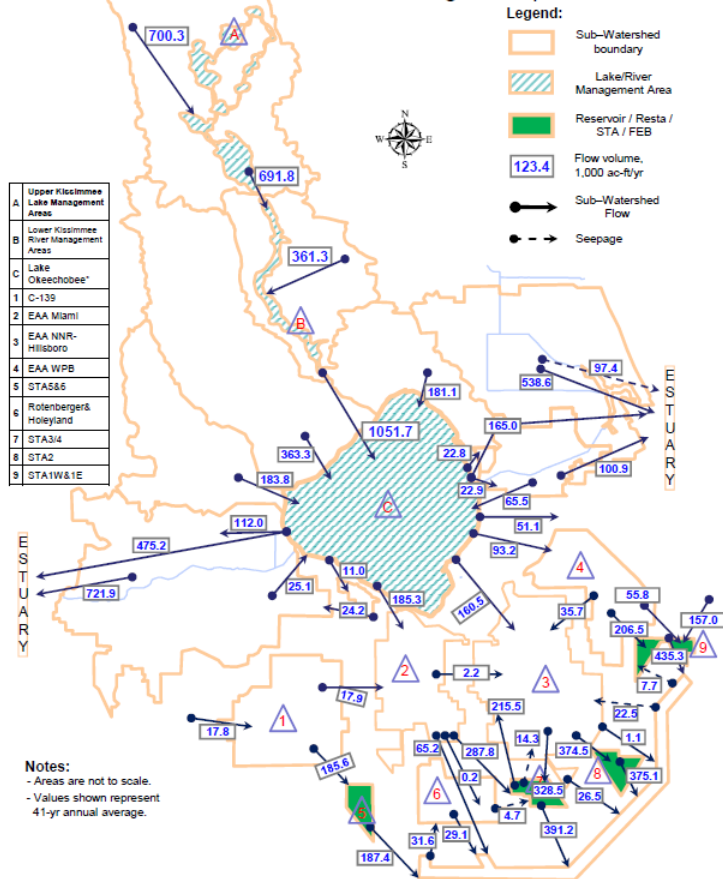 Legend:
Sub–Watershed
boundary
Lake/River
Management Area
Reservoir / Resta /
STA / FEB
123.4
Flow volume,
1,000 ac-ft/yr
Sub–Watershed
Flow
Seepage
N
W
E
S
700.3
A
691.8
361.3
B
A Upper Kissimmee
Lake Management
Areas
B Lower Kissimmee
River Management
Areas
C Lake
Okeechobee*
1 C-139
2 EAA Miami
3 EAA NNR-
Hillsboro
4 EAA WPB
5 STA5&6
6 Rotenberger&
Holeyland
7 STA3/4
8 STA2
9 STA1W&1E
97.4
538.6
181.1
ESTUARY
1051.7
165.0
22.8
363.3
100.9
183.8
22.9
65.5
C
51.1
112.0
93.2
475.2
ESTUARY
11.0
4
721.9
25.1
185.3
160.5
55.8
24.2
35.7
206.5
157.0
435.3
9
2
2.2
3
7.7
17.9
22.5
215.5
1
17.8
14.3
1.1
65.2
287.8
374.5
185.6
0.2
7
8
375.1
328.5
6
26.5
5
4.7
391.2
29.1
31.6
187.4
Notes:
- Areas are not to scale.
- Values shown represent
41-yr annual average.